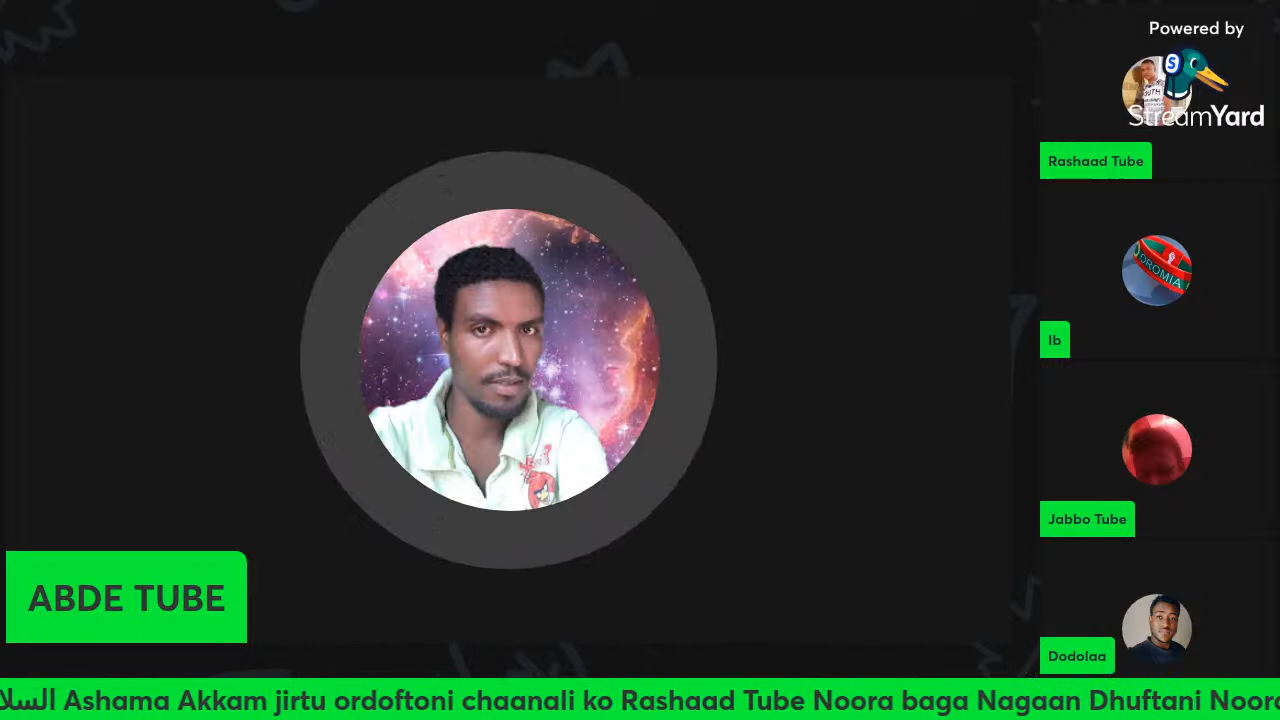 Powered by
StreamYard
Rashaad Tube
OROMIA
Ib
Jabbo Tube
ABDE TUBE
Dodolaa
Ashama Akkam jirtu ordoftoni chaanali ko Rashaad Tube Noora baga Nagaan Dhuftani